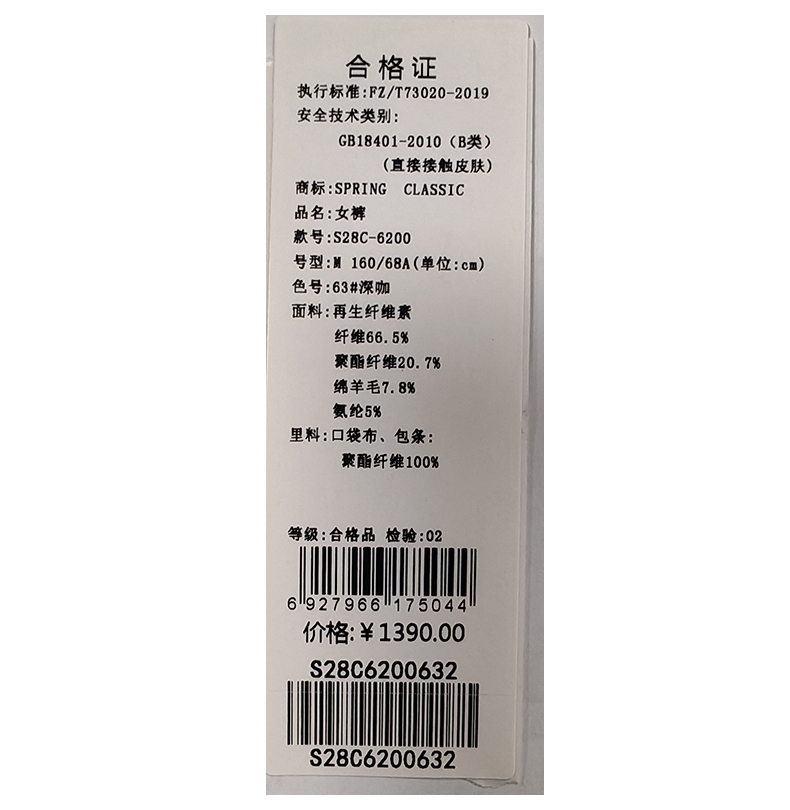 合格证
执行标准:FZ/T73020-2019
安全技术类别:
GB18401-2010（B类）
(直接接触皮肤)
商标:SPRING CLASSIC
品名:女裤
款号:S28C-6200
号型:M 160/68A(单位:cm)
色号:63#深咖
面料:再生纤维素
纤维66.5%
聚酯纤维20.7%
绵羊毛7.8%
氨纶5%
里料:口袋布、包条:
聚酯纤维100%
等级:合格品 检验:02
6 927966 175044
价格:¥1390.00
S28C6200632
S28C6200632